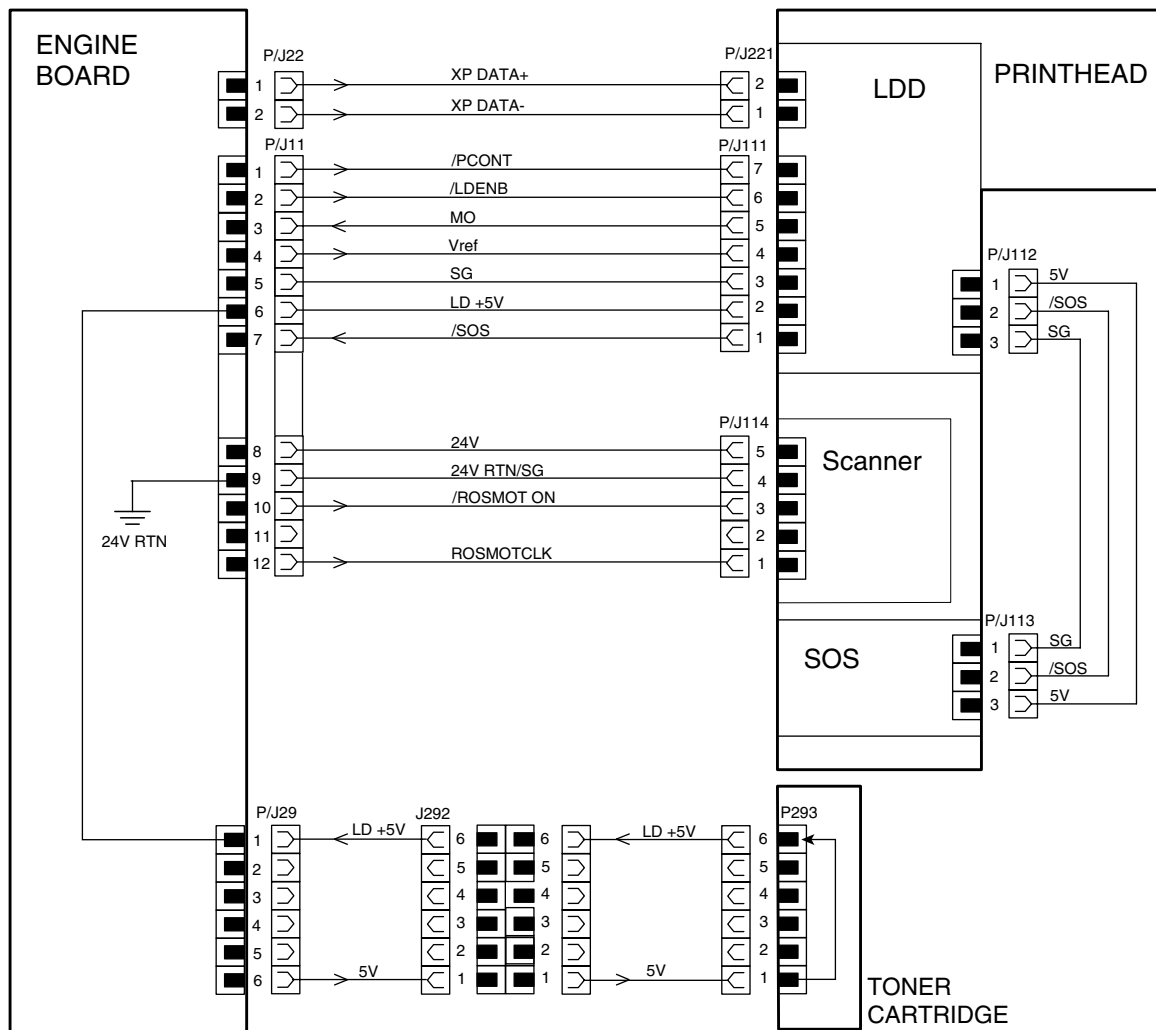 ENGINE
BOARD
P/J22
1 XP DATA+ 2
2 XP DATA- 1
P/J221
LDD
PRINTHEAD
P/J11
P/J111
1 /PCONT 7
2 /LDENB 6
3 MO 5
4 Vref 4
5 SG 3
6 LD +5V 2
7 /SOS 1
P/J112
1 5V
2 /SOS
3 SG
P/J114
8 24V 5
9 24V RTN/SG 4
10 /ROSMOT ON 3
11 2
12 ROSMOTCLK 1
Scanner
24V RTN
P/J113
SOS
1 SG
2 /SOS
3 5V
P/J29
J292
P293
1 LD +5V 6 6 LD +5V 6
2 5 5 5
3 4 4 4
4 3 3 3
5 2 2 2
6 5V 1 1 5V 1
TONER
CARTRIDGE